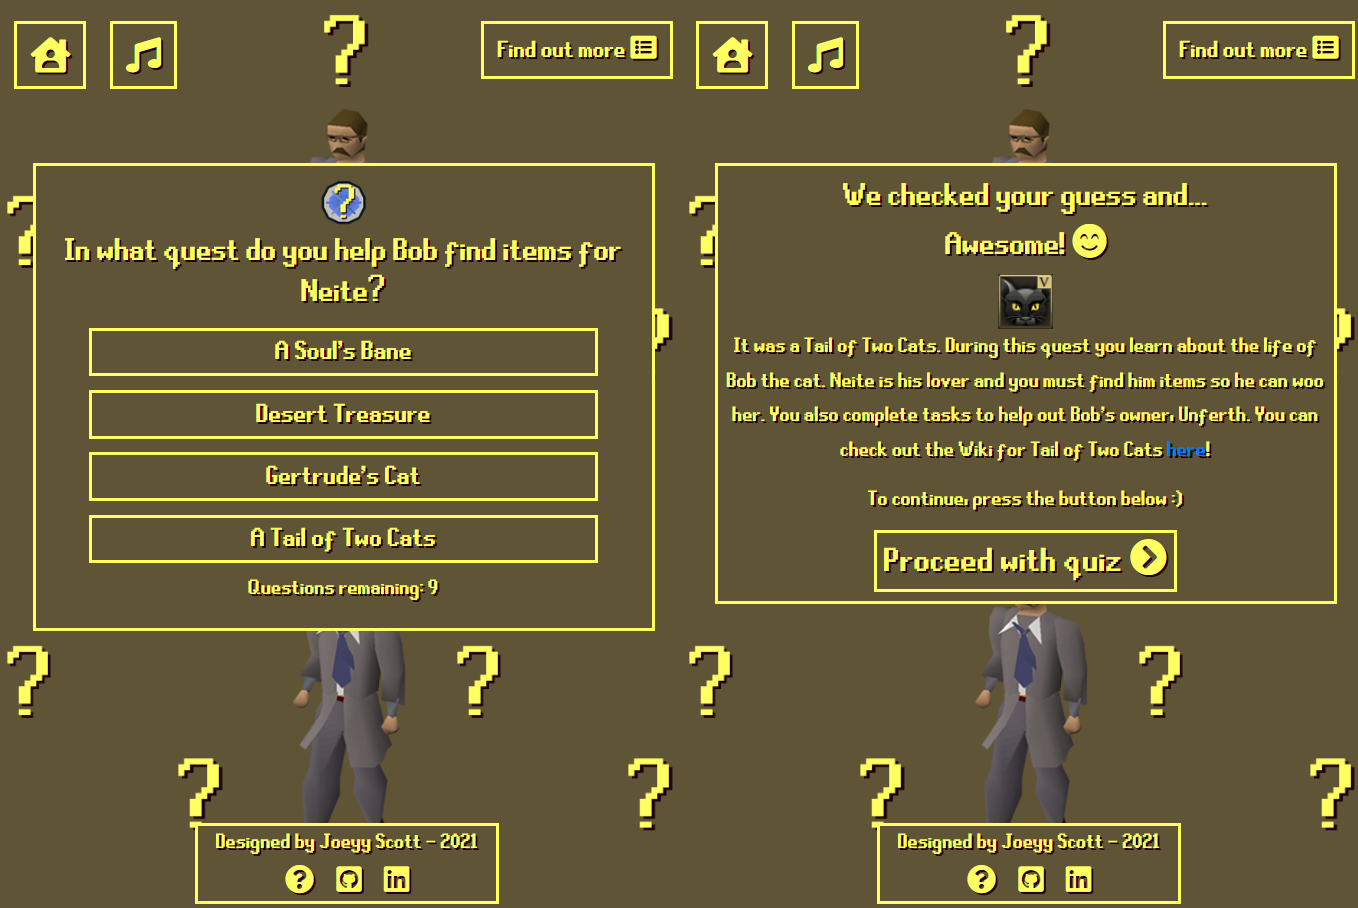 Find out more
In what quest do you help Bob find items for
Neite?
A Soul's Bane
Desert Treasure
Gertrude's Cat
A Tail of Two Cats
Questions remaining: 9
Designed by Joeyy Scott - 2021
in
Find out more
We checked your guess and...
Awesome!
V
It was a Tail of Two Cats. During this quest you learn about the life of
Bob the cat. Neite is his lover and you must find him items so he can woo
her. You also complete tasks to help out Bob's owner, Unferth. You can
check out the Wiki for Tail of Two Cats here!
To continue, press the button below :)
Proceed with quiz
Designed by Joeyy Scott - 2021
in